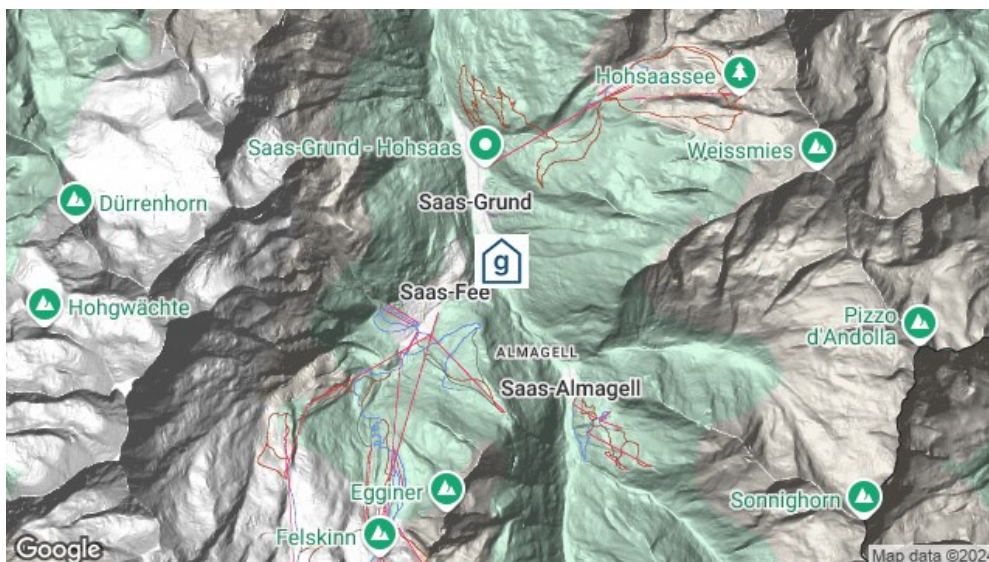 Hohsaassee
Saas-Grund - Hohsaas
Weissmies
Dürrenhorn
Saas-Grund
g
Saas-Fee
Hohgwächte
Pizzo
d'Andolla
ALMAGELL
Saas-Almagell
Egginer
Sonnighorn
Felskinn
Google
Map data ©2024